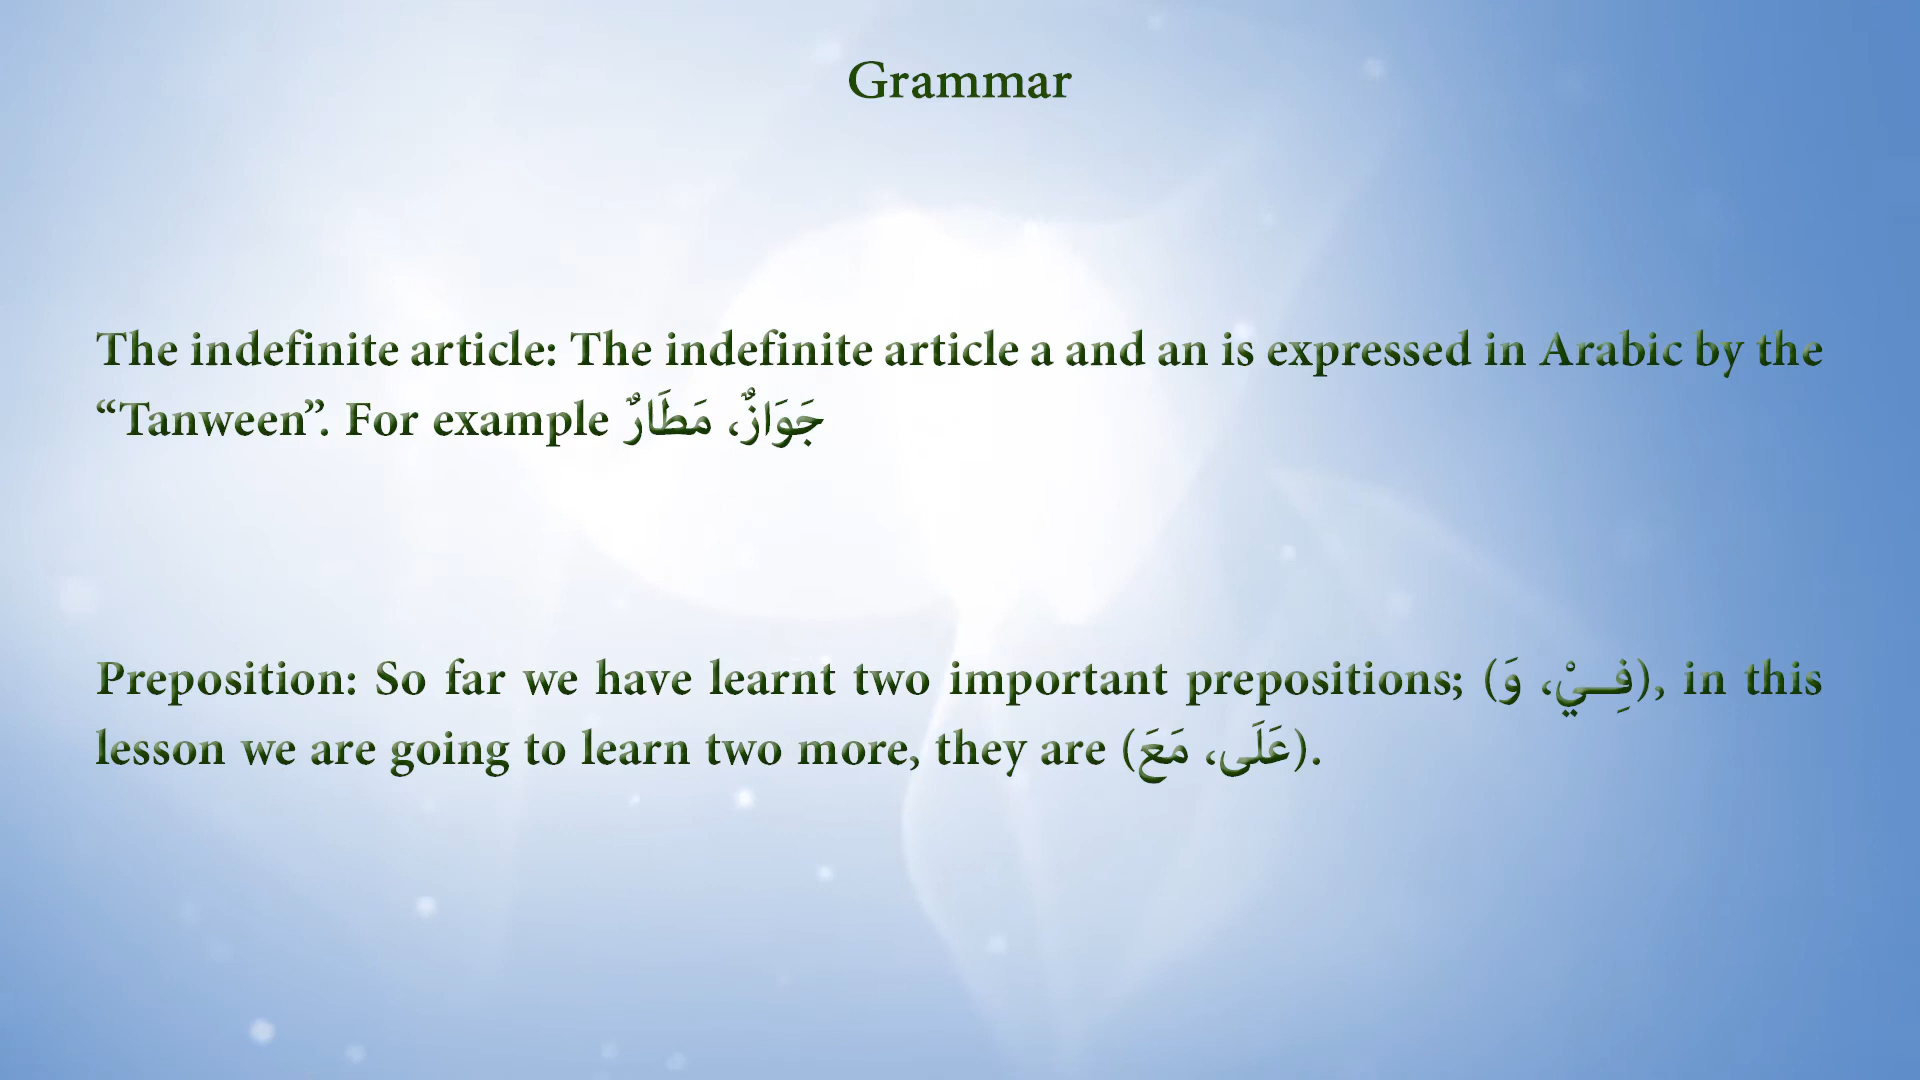 Grammar
The indefinite article: The indefinite article a and an is expressed in Arabic by the
“Tanween”. For example جَوَازٌ، مَطَارٌ
Preposition: So far we have learnt two important prepositions; (فِــيْ، وَ), in this
lesson we are going to learn two more, they are (عَلَى، مَعَ).